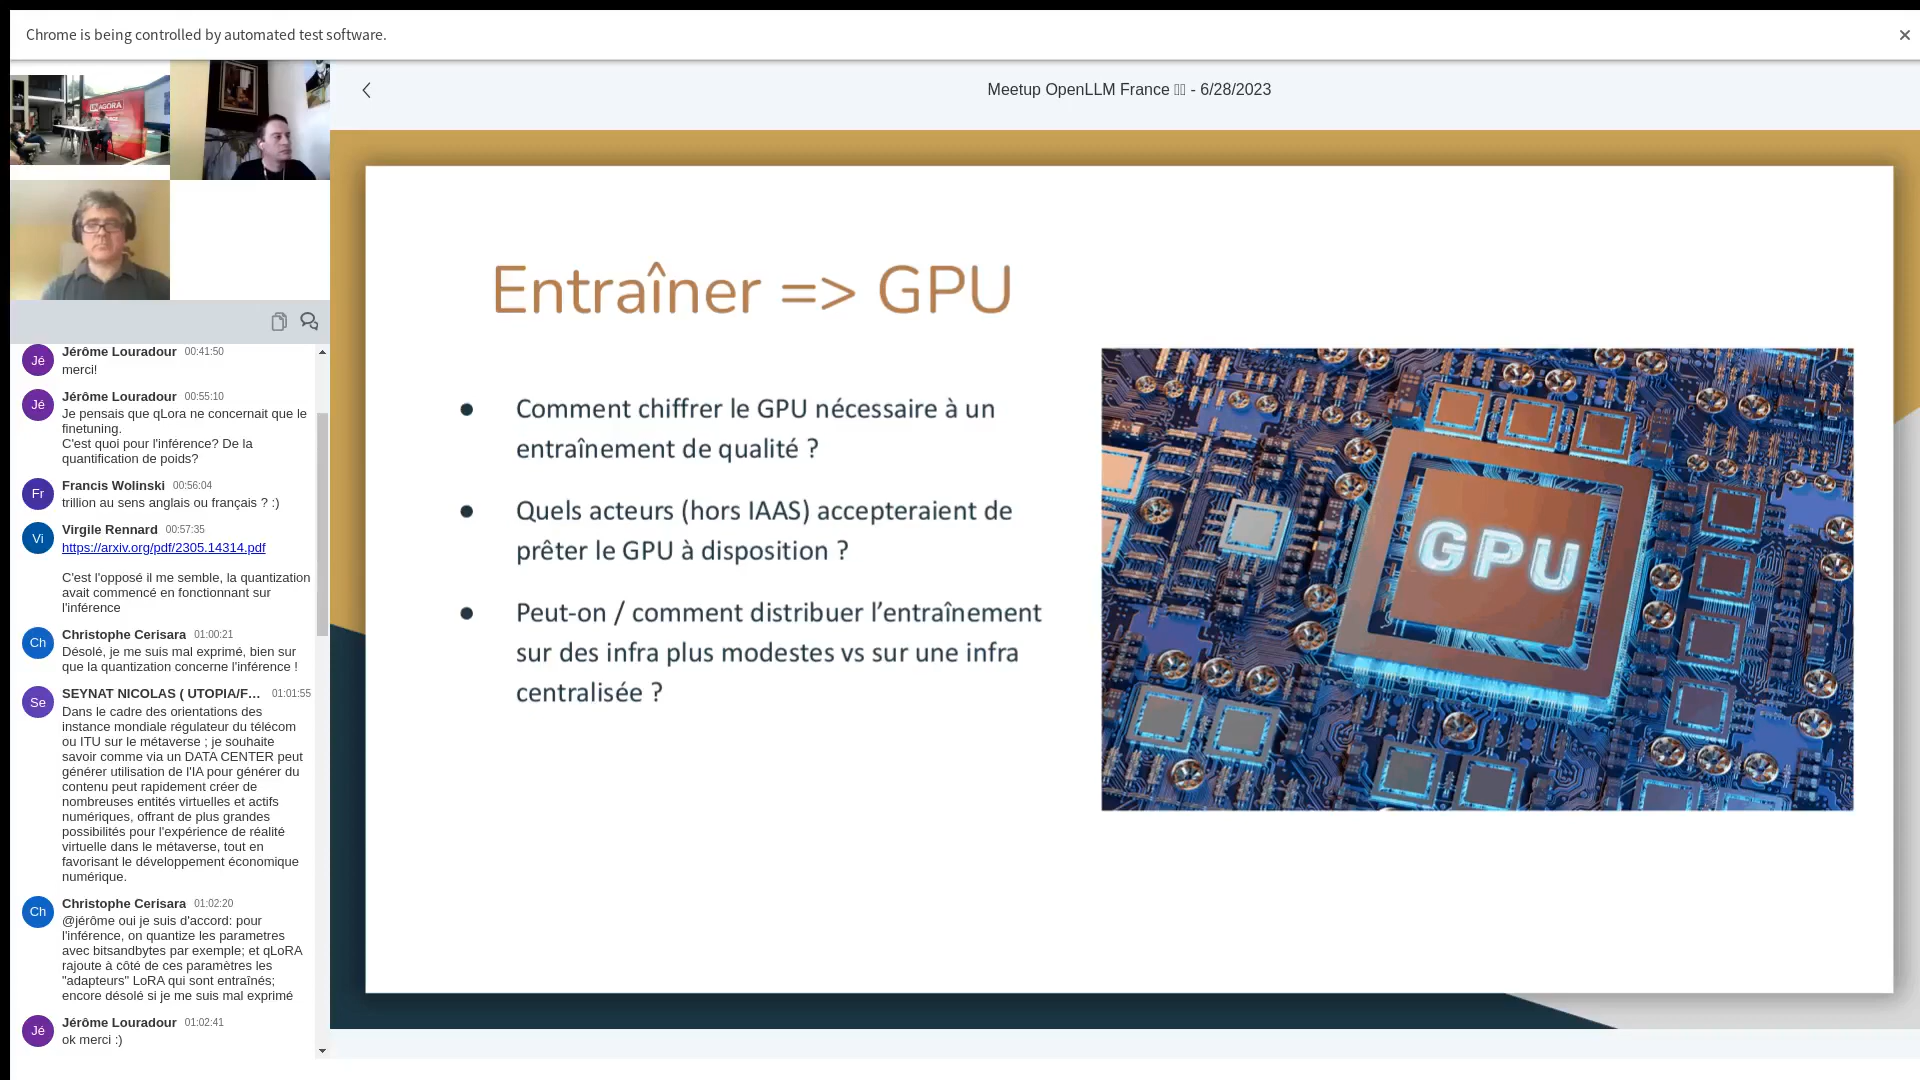 Chrome is being controlled by automated test software.
Meetup OpenLLM France - 6/28/2023
LINAGORA
Jé
Jérôme Louradour 00:41:50
merci!
Jé
Jérôme Louradour 00:55:10
Je pensais que qLora ne concernait que le
finetuning.
C'est quoi pour l'inférence? De la
quantification de poids?
Fr
Francis Wolinski 00:56:04
trillion au sens anglais ou français ? :)
Vi
Virgile Rennard 00:57:35
https://arxiv.org/pdf/2305.14314.pdf
C'est l'opposé il me semble, la quantization
avait commencé en fonctionnant sur
l'inférence
Ch
Christophe Cerisara 01:00:21
Désolé, je me suis mal exprimé, bien sur
que la quantization concerne l'inférence !
Se
SEYNAT NICOLAS ( UTOPIA/F… 01:01:55
Dans le cadre des orientations des
instance mondiale régulateur du télécom
ou ITU sur le métaverse ; je souhaite
savoir comme via un DATA CENTER peut
générer utilisation de l'IA pour générer du
contenu peut rapidement créer de
nombreuses entités virtuelles et actifs
numériques, offrant de plus grandes
possibilités pour l'expérience de réalité
virtuelle dans le métaverse, tout en
favorisant le développement économique
numérique.
Ch
Christophe Cerisara 01:02:20
@jérôme oui je suis d'accord: pour
l'inférence, on quantize les parametres
avec bitsandbytes par exemple; et qLoRA
rajoute à côté de ces paramètres les
"adapteurs" LoRA qui sont entraînés;
encore désolé si je me suis mal exprimé
Jé
Jérôme Louradour 01:02:41
ok merci :)
Entraîner => GPU
● Comment chiffrer le GPU nécessaire à un
entraînement de qualité ?
● Quels acteurs (hors IAAS) accepteraient de
prêter le GPU à disposition ?
● Peut-on / comment distribuer l’entraînement
sur des infra plus modestes vs sur une infra
centralisée ?
GPU